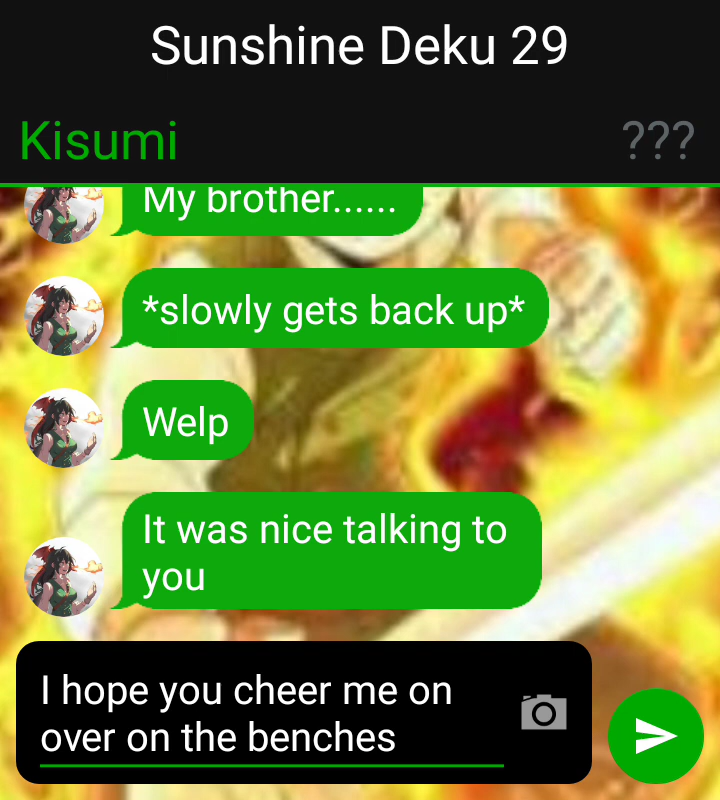 Sunshine Deku 29
Kisumi ???
My brother......
*slowly gets back up*
Welp
It was nice talking to
you
I hope you cheer me on
over on the benches